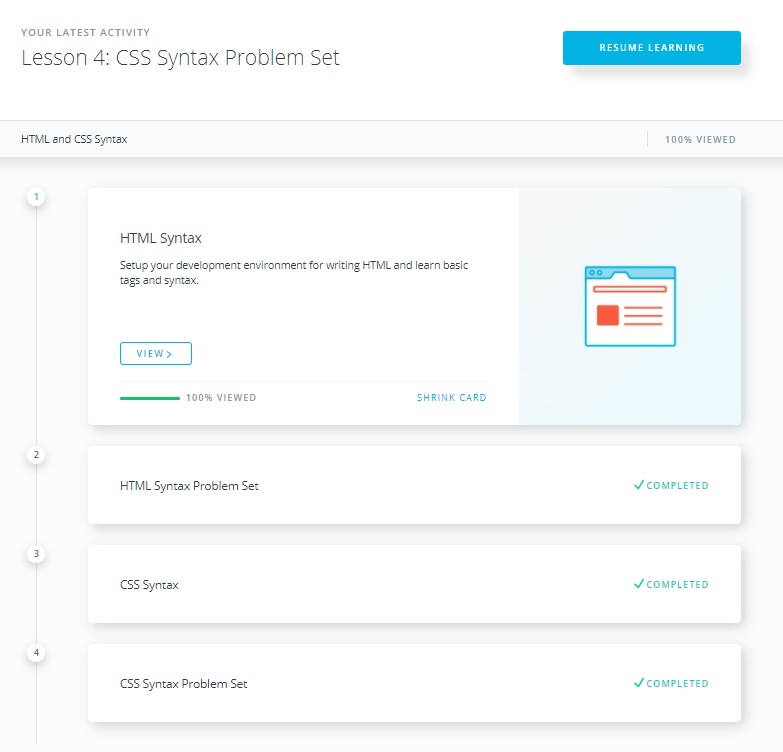 YOUR LATEST ACTIVITY
Lesson 4: CSS Syntax Problem Set
RESUME LEARNING
HTML and CSS Syntax
100% VIEWED
1
HTML Syntax
Setup your development environment for writing HTML and learn basic
tags and syntax.
VIEW >
100% VIEWED
SHRINK CARD
2
HTML Syntax Problem Set
✓ COMPLETED
3
CSS Syntax
✓ COMPLETED
4
CSS Syntax Problem Set
✓ COMPLETED